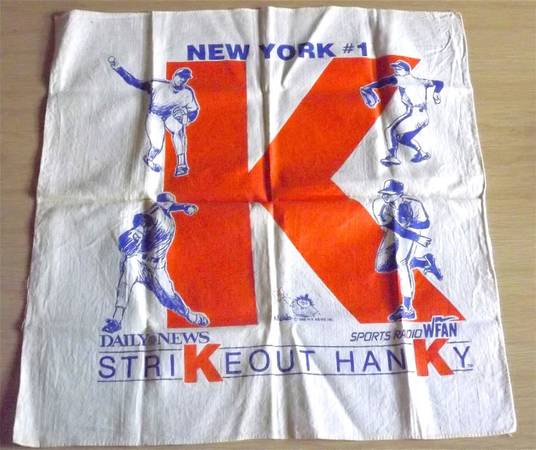 NEW YORK #1
K
DAILY NEWS
SPORTS RADIO WFAN
STRIKEOUT HANKY